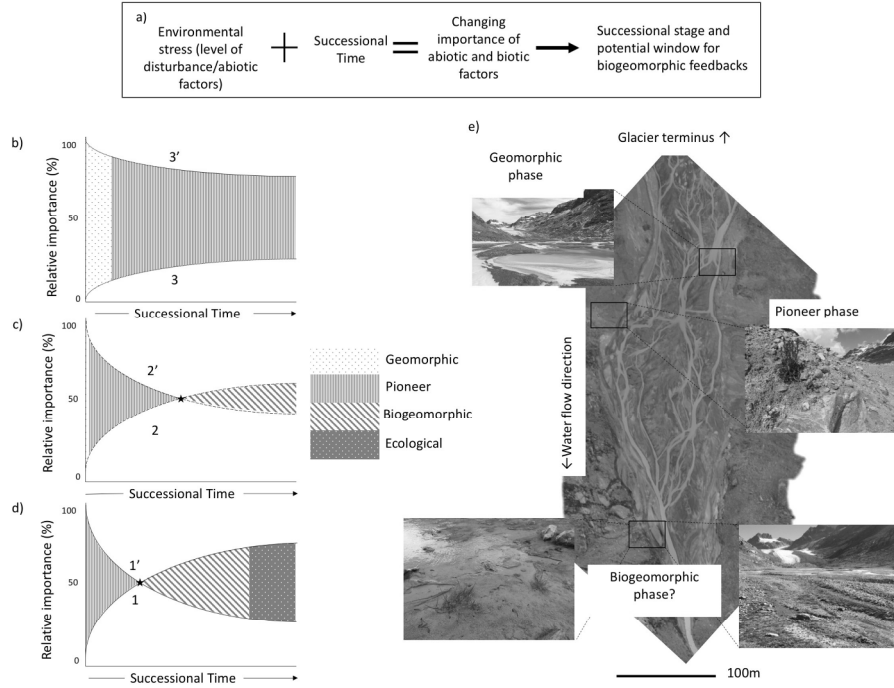 a)
Environmental
stress (level of
disturbance/abiotic
factors)
+
Successional
Time
=
Changing
importance of
abiotic and biotic
factors
Successional stage and
potential window for
biogeomorphic feedbacks
b)
Relative importance (%)
100
50
0
3'
3
Successional Time
c)
Relative importance (%)
100
50
0
2'
2
Successional Time
d)
Relative importance (%)
100
50
0
1'
1
Successional Time
Geomorphic
Pioneer
Biogeomorphic
Ecological
e)
Glacier terminus ↑
Geomorphic
phase
Pioneer phase
←Water flow direction
Biogeomorphic
phase?
100m